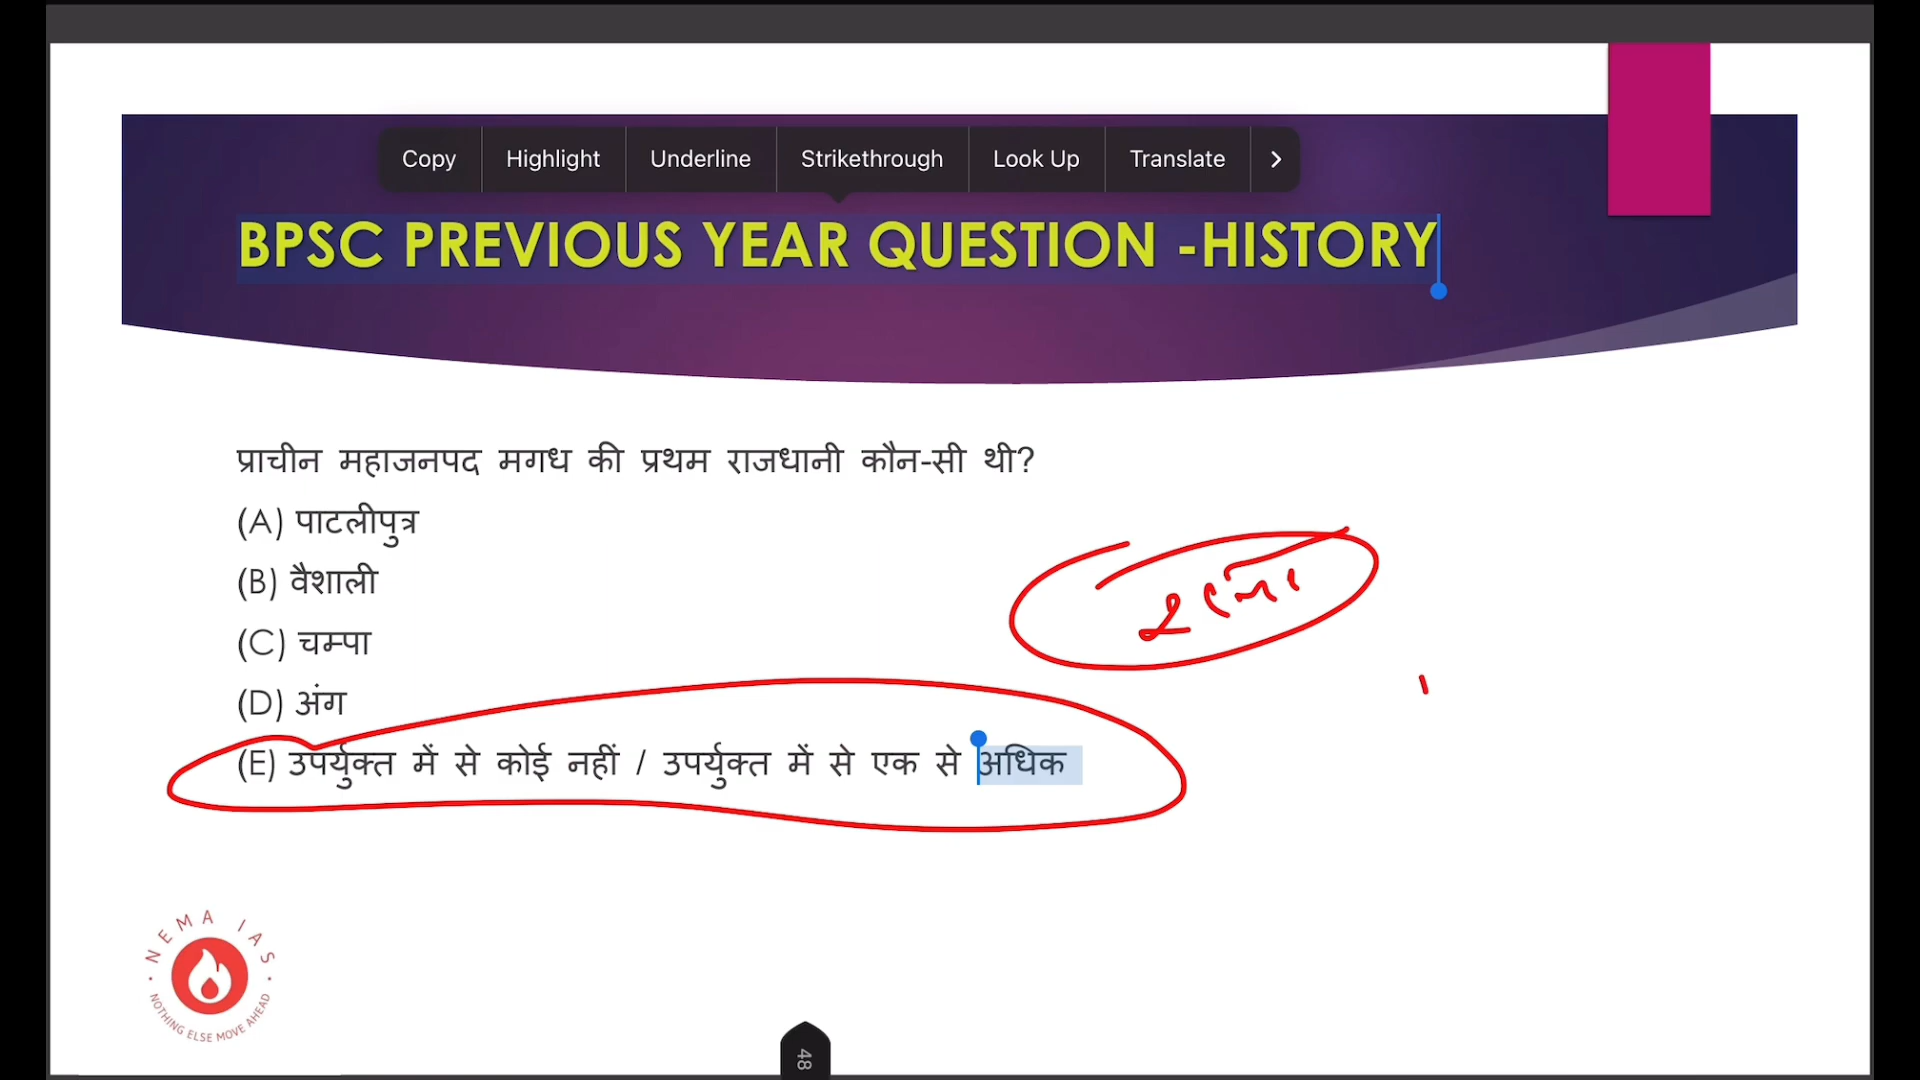 Copy Highlight Underline Strikethrough Look Up Translate
BPSC PREVIOUS YEAR QUESTION -HISTORY
प्राचीन महाजनपद मगध की प्रथम राजधानी कौन-सी थी?
(A) पाटलीपुत्र
(B) वैशाली
(C) चम्पा
(D) अंग
(E) उपर्युक्त में से कोई नहीं / उपर्युक्त में से एक से अधिक
NEMA IAS
NOTHING ELSE MOVE AHEAD
48